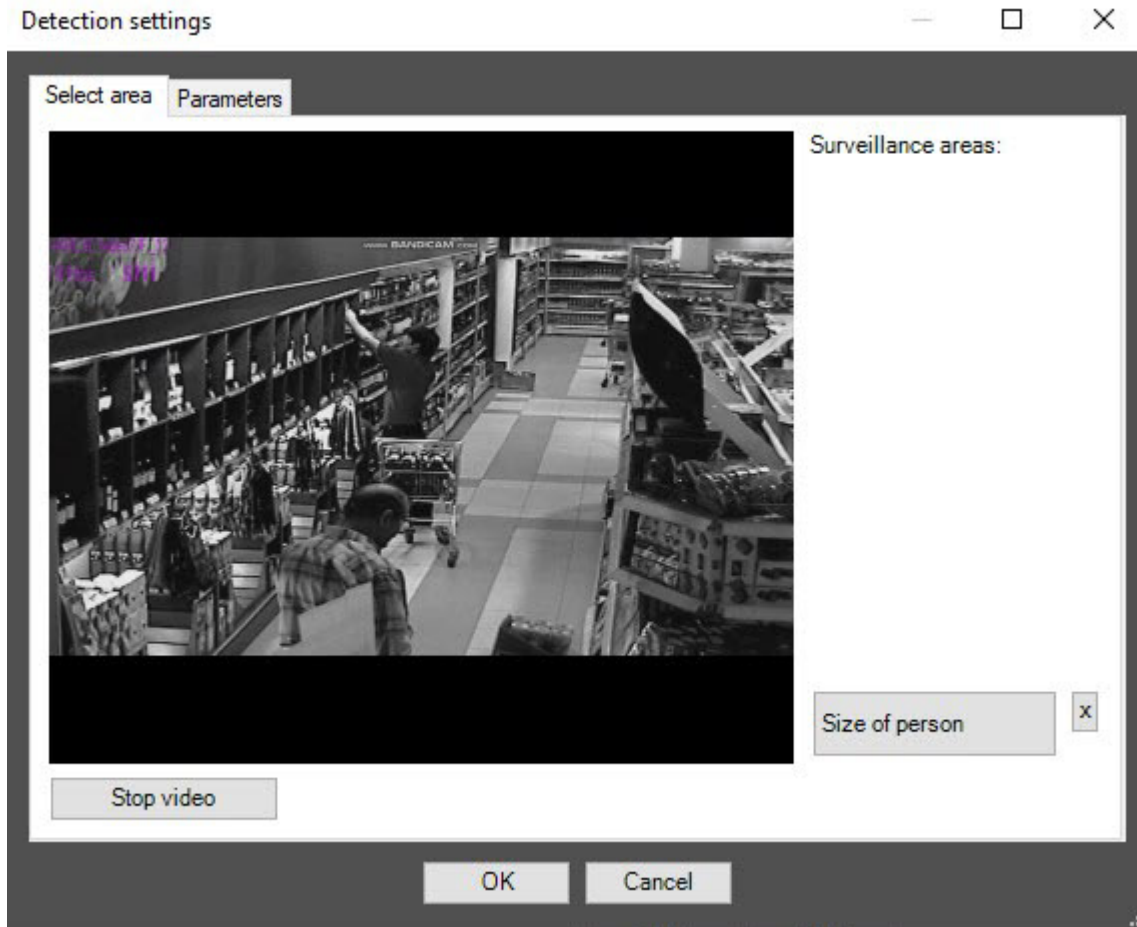 Detection settings
Select area
Parameters
Surveillance areas:
www.BANDICAM.com
Size of person
x
Stop video
OK
Cancel